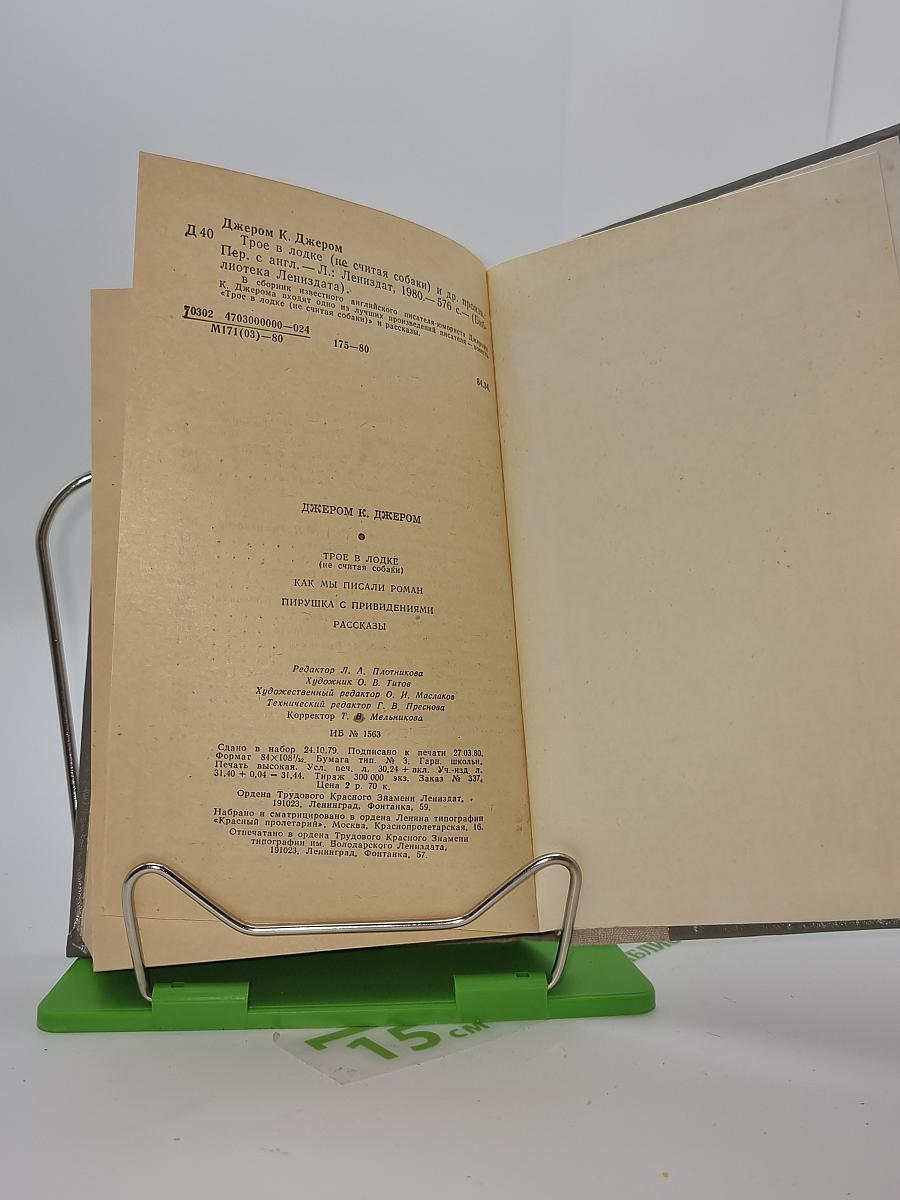 Джером К. Джером
Д 40 Трое в лодке (не считая собаки) и др. произв.
Пер. с англ. — Л.: Лениздат, 1980.— 576 с.— (Биб-
лиотека Лениздата).
В сборник известного английского писателя-юмориста Джерома
К. Джерома входят одно из лучших произведений писателя — повесть
«Трое в лодке (не считая собаки)» и рассказы.
70302 4703000000—024
М171(03)—80
175—80
84.34.
ДЖЕРОМ К. ДЖЕРОМ
ТРОЕ В ЛОДКЕ
(не считая собаки)
КАК МЫ ПИСАЛИ РОМАН
ПИРУШКА С ПРИВИДЕНИЯМИ
РАССКАЗЫ
Редактор Л. А. Плотникова
Художник О. В. Титов
Художественный редактор О. И. Маслаков
Технический редактор Г. В. Преснова
Корректор Т. В. Мельникова
ИБ № 1563
Сдано в набор 24.10.79. Подписано к печати 27.03.80.
Формат 84×108¹/₃₂. Бумага тип. № 3. Гарн. школьн.
Печать высокая. Усл. печ. л. 30,24 + вкл. Уч.-изд. л.
31,40 + 0,04 = 31,44. Тираж 300 000 экз. Заказ № 337.
Цена 2 р. 70 к.
Ордена Трудового Красного Знамени Лениздат,
191023, Ленинград, Фонтанка, 59.
Набрано и сматрицировано в ордена Ленина типографии
«Красный пролетарий», Москва, Краснопролетарская, 16.
Отпечатано в ордена Трудового Красного Знамени
типографии им. Володарского Лениздата,
191023, Ленинград, Фонтанка, 57.
15 см